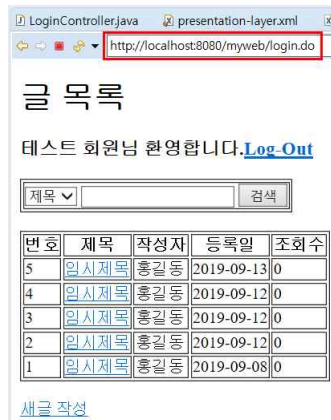 LoginController.java presentation-layer.xml
http://localhost:8080/myweb/login.do
글 목록
테스트 회원님 환영합니다.Log-Out
제목 검색
번호 제목 작성자 등록일 조회수
5 임시제목 홍길동 2019-09-13 0
4 임시제목 홍길동 2019-09-12 0
3 임시제목 홍길동 2019-09-12 0
2 임시제목 홍길동 2019-09-12 0
1 임시제목 홍길동 2019-09-08 0
새글 작성